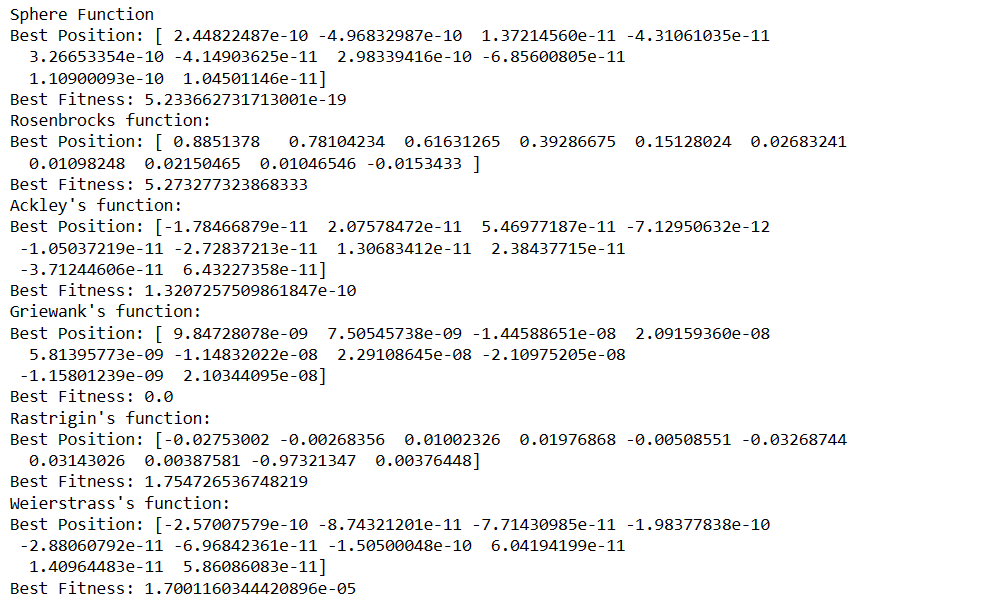 Sphere Function
Best Position: [ 2.44822487e-10 -4.96832987e-10  1.37214560e-11 -4.31061035e-11
  3.26653354e-10 -4.14903625e-11  2.98339416e-10 -6.85600805e-11
  1.10900093e-10  1.04501146e-11]
Best Fitness: 5.233662731713001e-19
Rosenbrocks function:
Best Position: [ 0.8851378   0.78104234  0.61631265  0.39286675  0.15128024  0.02683241
  0.01098248  0.02150465  0.01046546 -0.0153433 ]
Best Fitness: 5.273277323868333
Ackley's function:
Best Position: [-1.78466879e-11  2.07578472e-11  5.46977187e-11 -7.12950632e-12
 -1.05037219e-11 -2.72837213e-11  1.30683412e-11  2.38437715e-11
 -3.71244606e-11  6.43227358e-11]
Best Fitness: 1.3207257509861847e-10
Griewank's function:
Best Position: [ 9.84728078e-09  7.50545738e-09 -1.44588651e-08  2.09159360e-08
  5.81395773e-09 -1.14832022e-08  2.29108645e-08 -2.10975205e-08
 -1.15801239e-09  2.10344095e-08]
Best Fitness: 0.0
Rastrigin's function:
Best Position: [-0.02753002 -0.00268356  0.01002326  0.01976868 -0.00508551 -0.03268744
  0.03143026  0.00387581 -0.97321347  0.00376448]
Best Fitness: 1.754726536748219
Weierstrass's function:
Best Position: [-2.57007579e-10 -8.74321201e-11 -7.71430985e-11 -1.98377838e-10
 -2.88060792e-11 -6.96842361e-11 -1.50500048e-10  6.04194199e-11
  1.40964483e-11  5.86086083e-11]
Best Fitness: 1.7001160344420896e-05